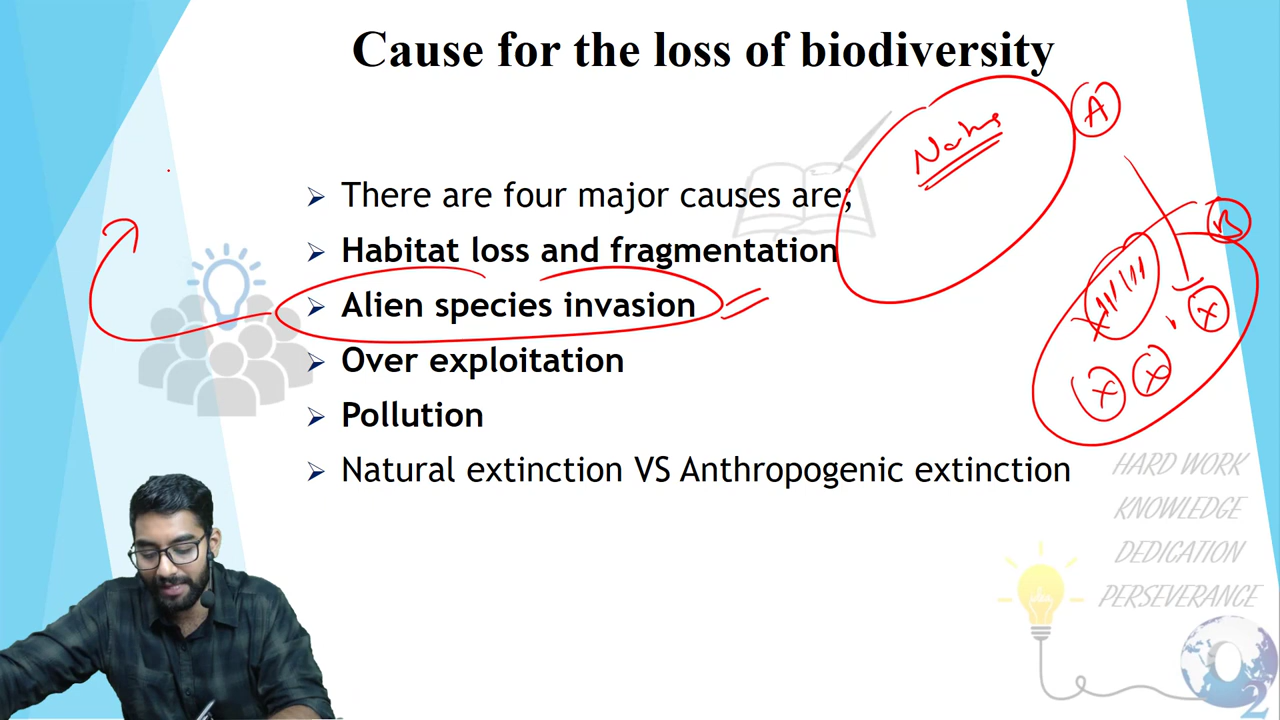 Cause for the loss of biodiversity
A
There are four major causes are;
B
Habitat loss and fragmentation
Alien species invasion
Over exploitation
Pollution
Natural extinction VS Anthropogenic extinction
HARD WORK
KNOWLEDGE
DEDICATION
PERSEVERANCE
O
2